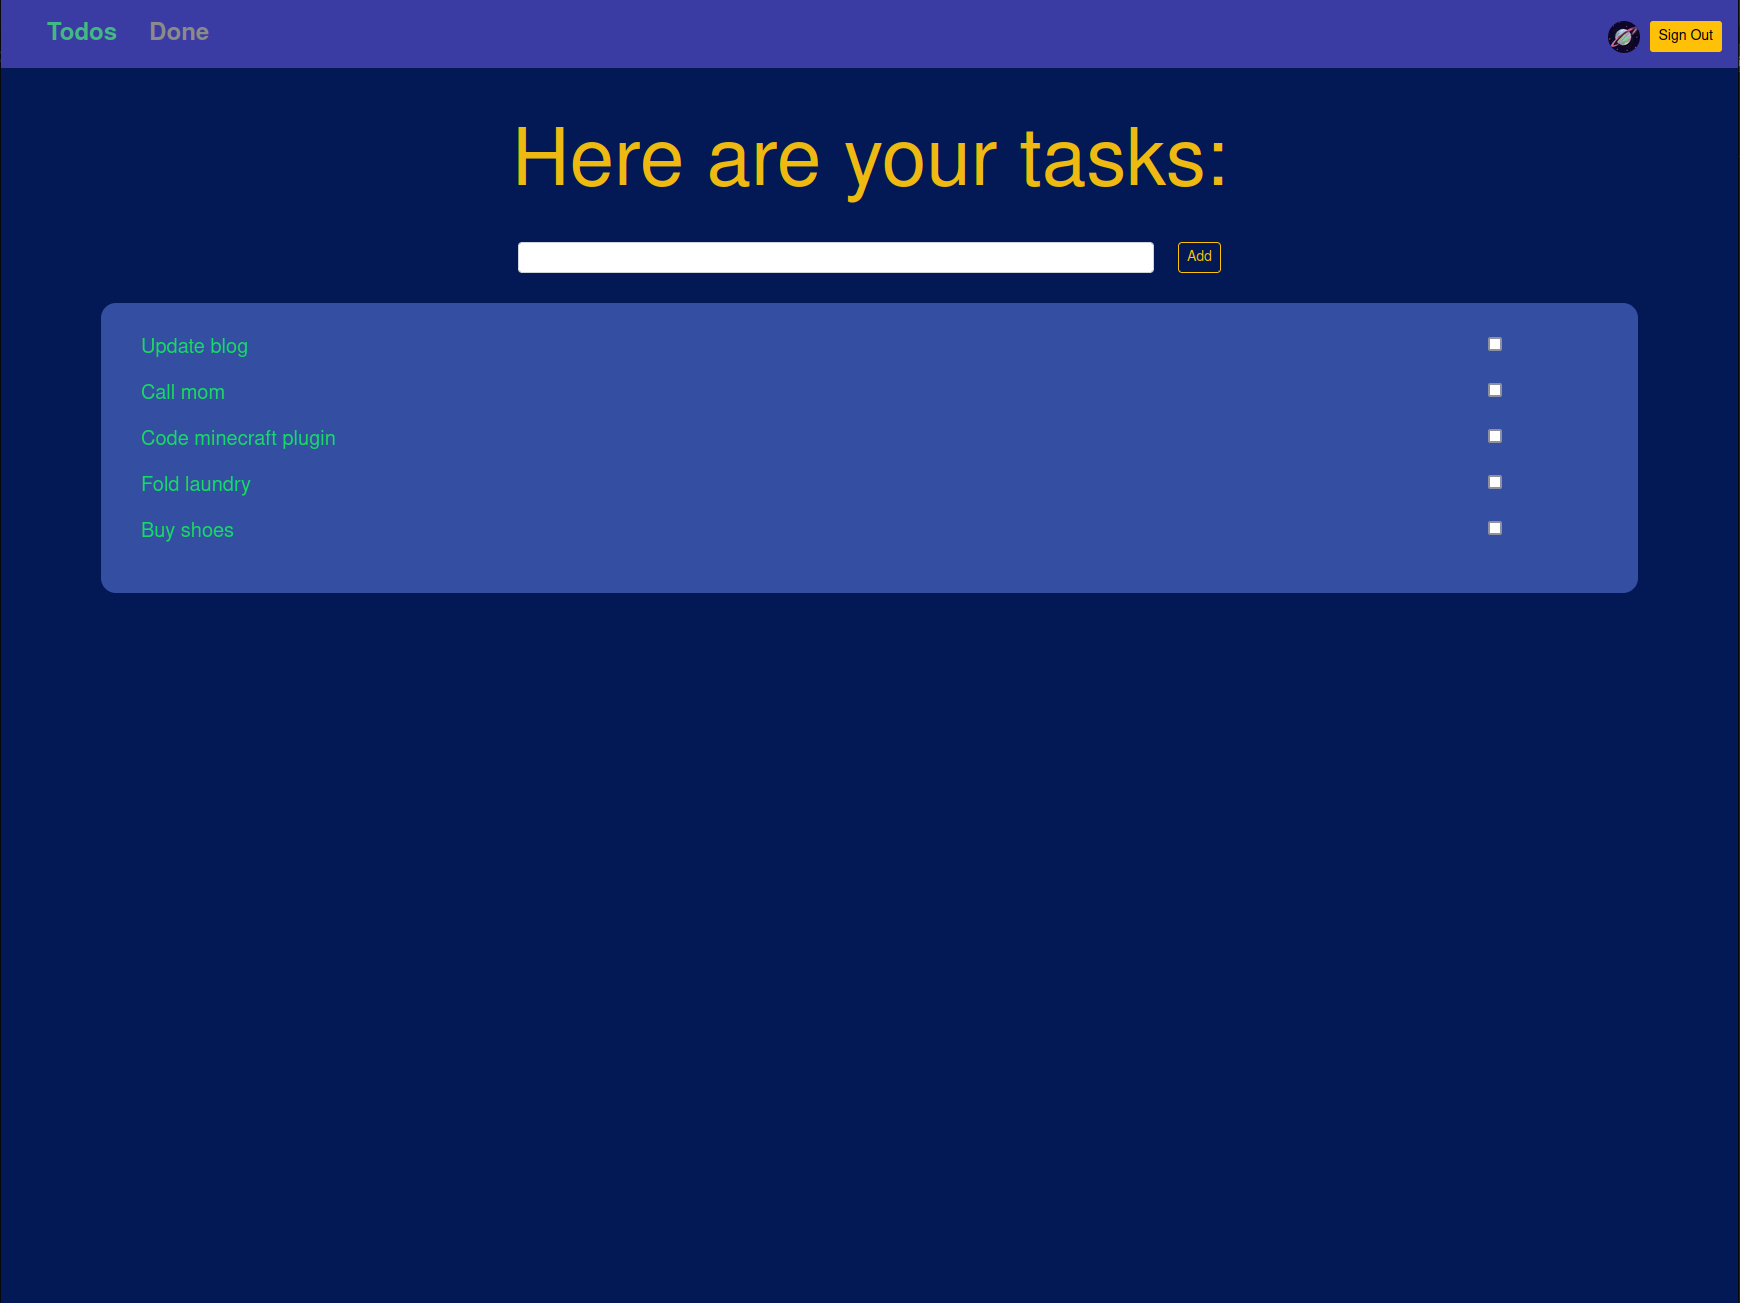 Todos Done Sign Out
Here are your tasks:
Add
Update blog
Call mom
Code minecraft plugin
Fold laundry
Buy shoes